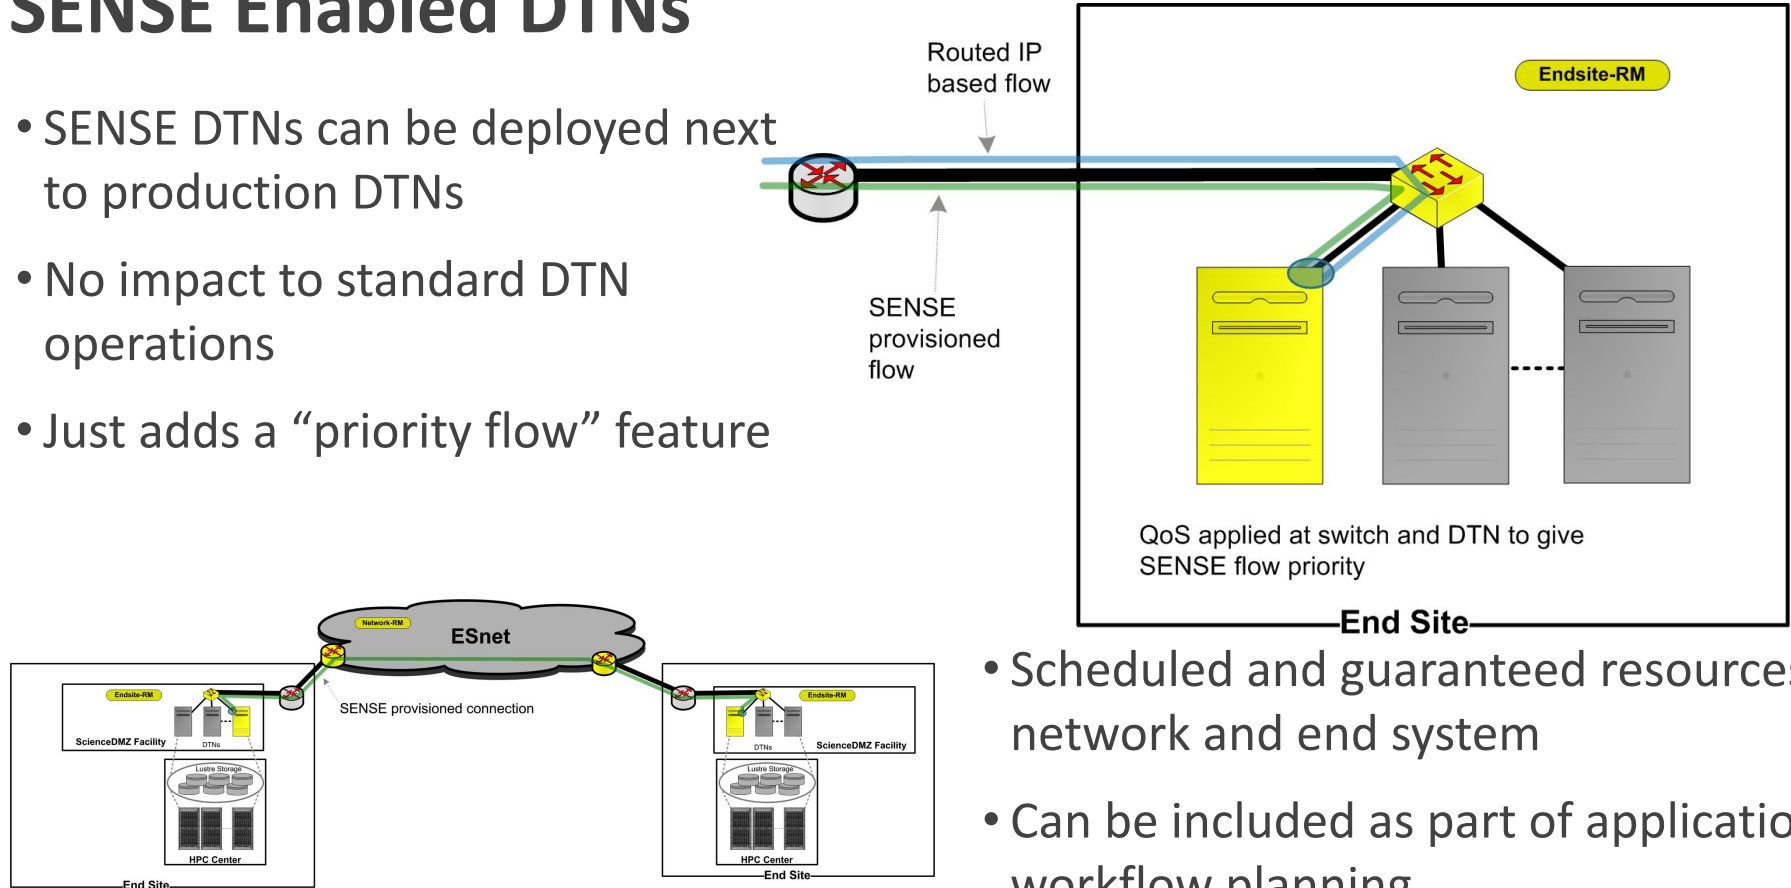 SENSE Enabled DTNs
• SENSE DTNs can be deployed next
to production DTNs
• No impact to standard DTN
operations
• Just adds a “priority flow” feature
Routed IP
based flow
Endsite-RM
SENSE
provisioned
flow
QoS applied at switch and DTN to give
SENSE flow priority
End Site
Network-RM
ESnet
SENSE provisioned connection
Endsite-RM
ScienceDMZ Facility
DTNs
Lustre Storage
HPC Center
End Site
Endsite-RM
DTNs
ScienceDMZ Facility
Lustre Storage
HPC Center
End Site
• Scheduled and guaranteed resources
network and end system
• Can be included as part of applicatio
workflow planning